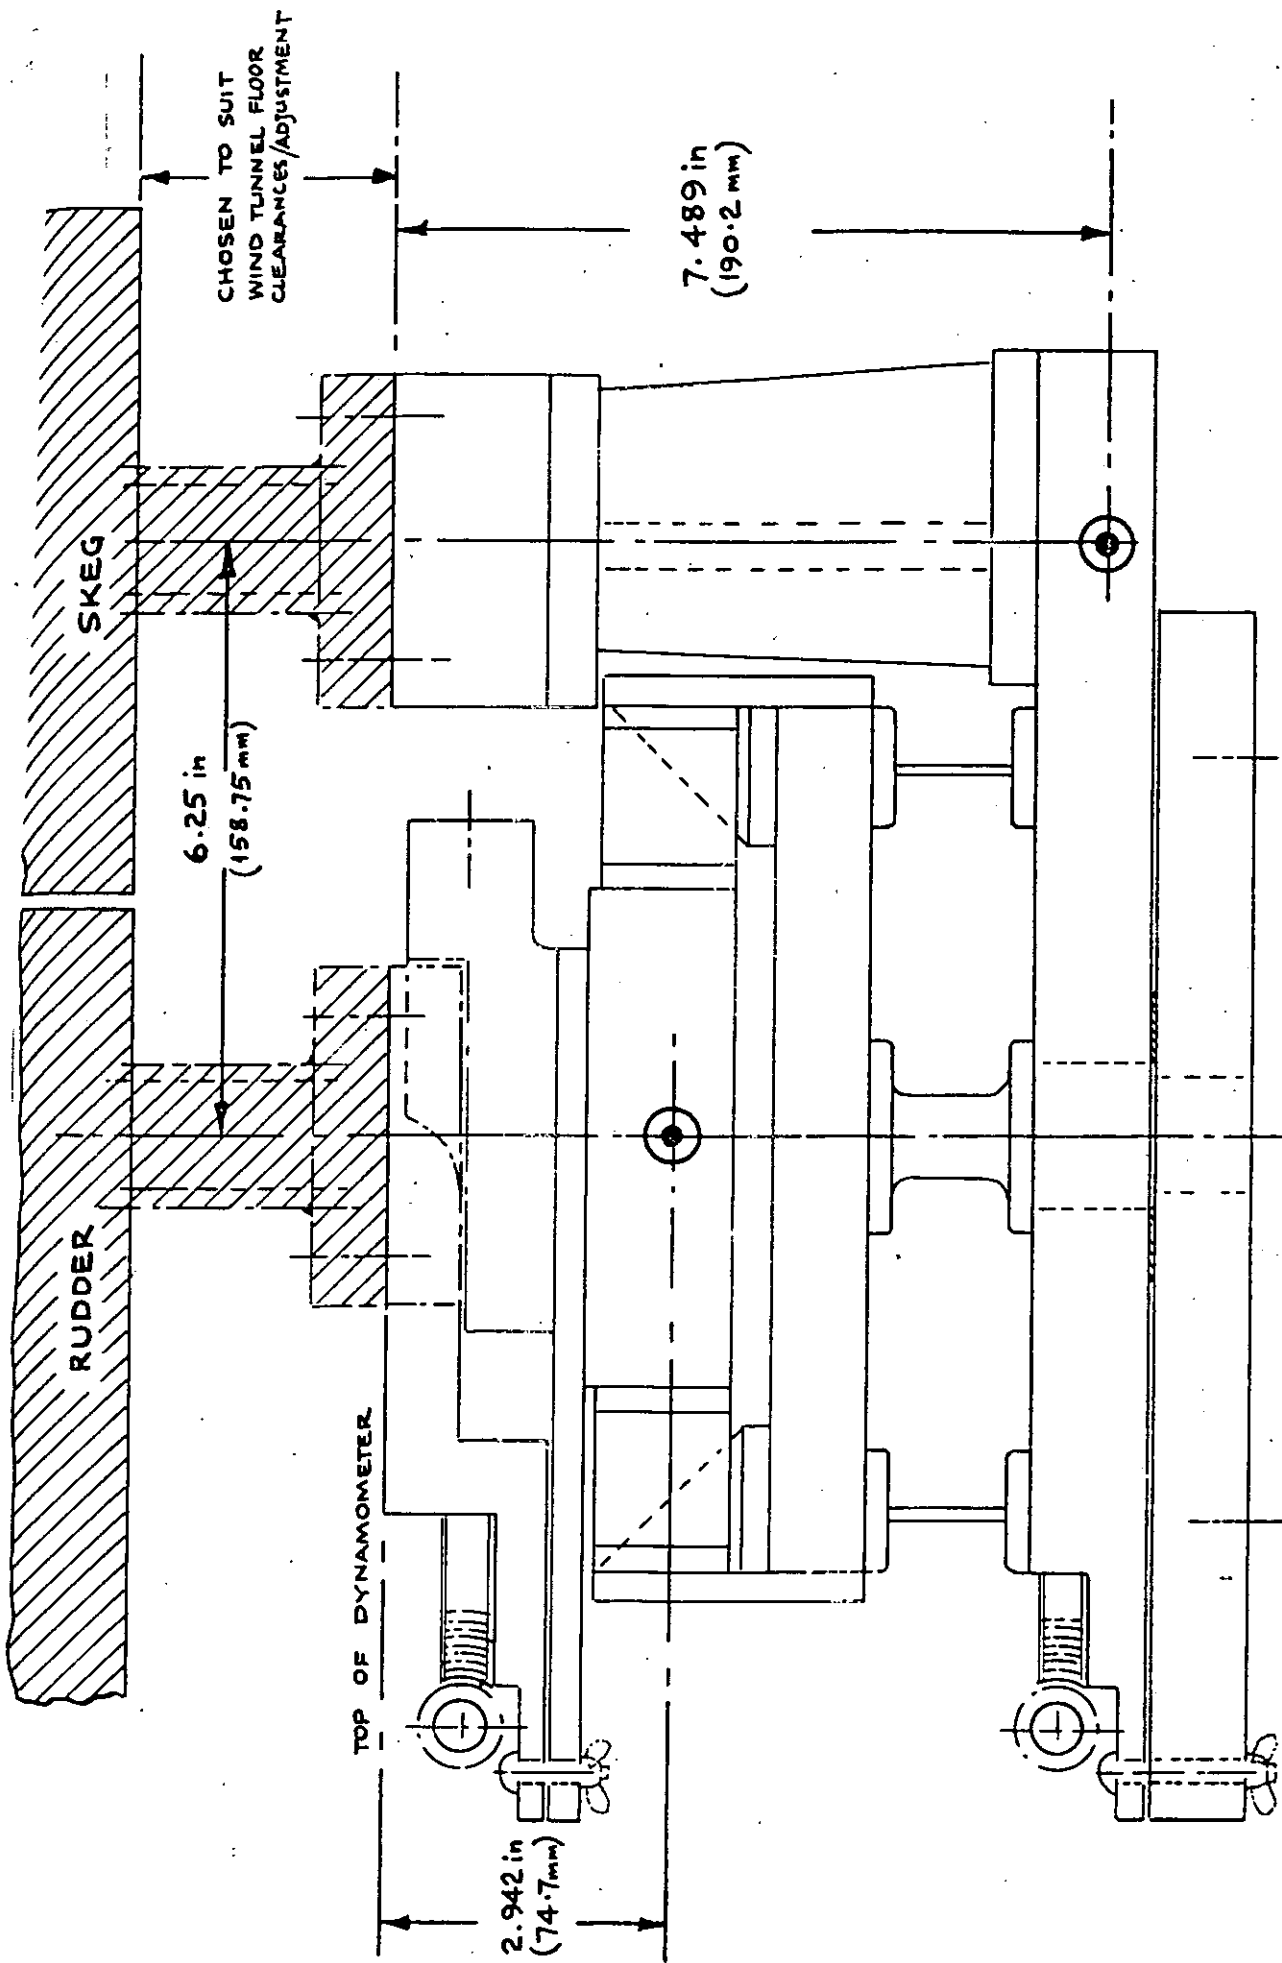 RUDDER
SKEG
CHOSEN TO SUIT
WIND TUNNEL FLOOR
CLEARANCES/ADJUSTMENT
6.25 in
(158.75 mm)
TOP OF DYNAMOMETER
2.942 in
(74.7 mm)
7.489 in
(190.2 mm)